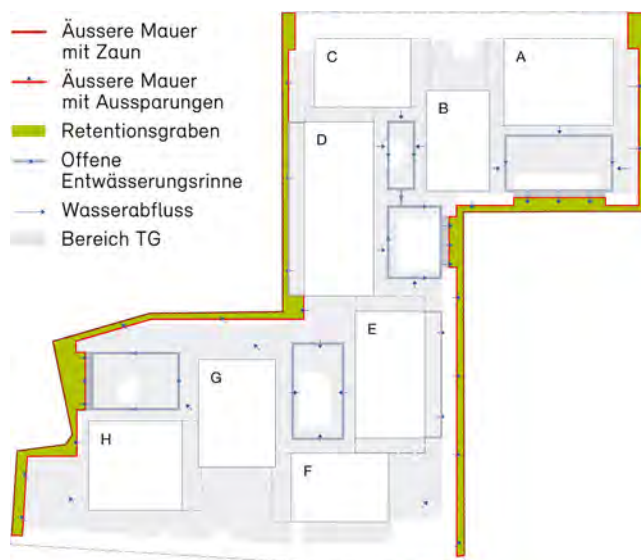 Äussere Mauer
mit Zaun
Äussere Mauer
mit Aussparungen
Retentionsgraben
Offene
Entwässerungsrinne
Wasserabfluss
Bereich TG
C
A
B
D
E
G
H
F